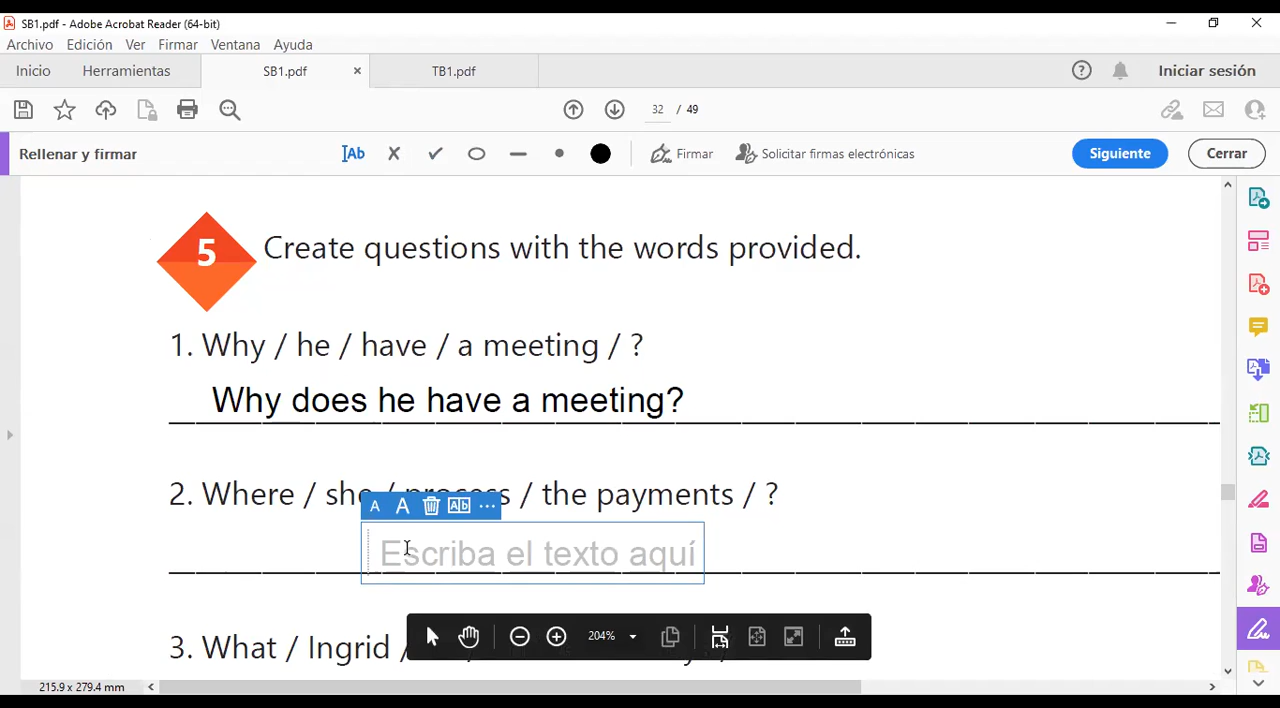 SB1.pdf - Adobe Acrobat Reader (64-bit)
Archivo Edición Ver Firmar Ventana Ayuda
Inicio Herramientas SB1.pdf × TB1.pdf Iniciar sesión
32 / 49
Rellenar y firmar Ab Firmar Solicitar firmas electrónicas Siguiente Cerrar
5 Create questions with the words provided.
1. Why / he / have / a meeting / ?
Why does he have a meeting?
2. Where / she / process / the payments / ?
A A Ab ...
Escriba el texto aquí
204%
3. What / Ingrid /
215.9 x 279.4 mm